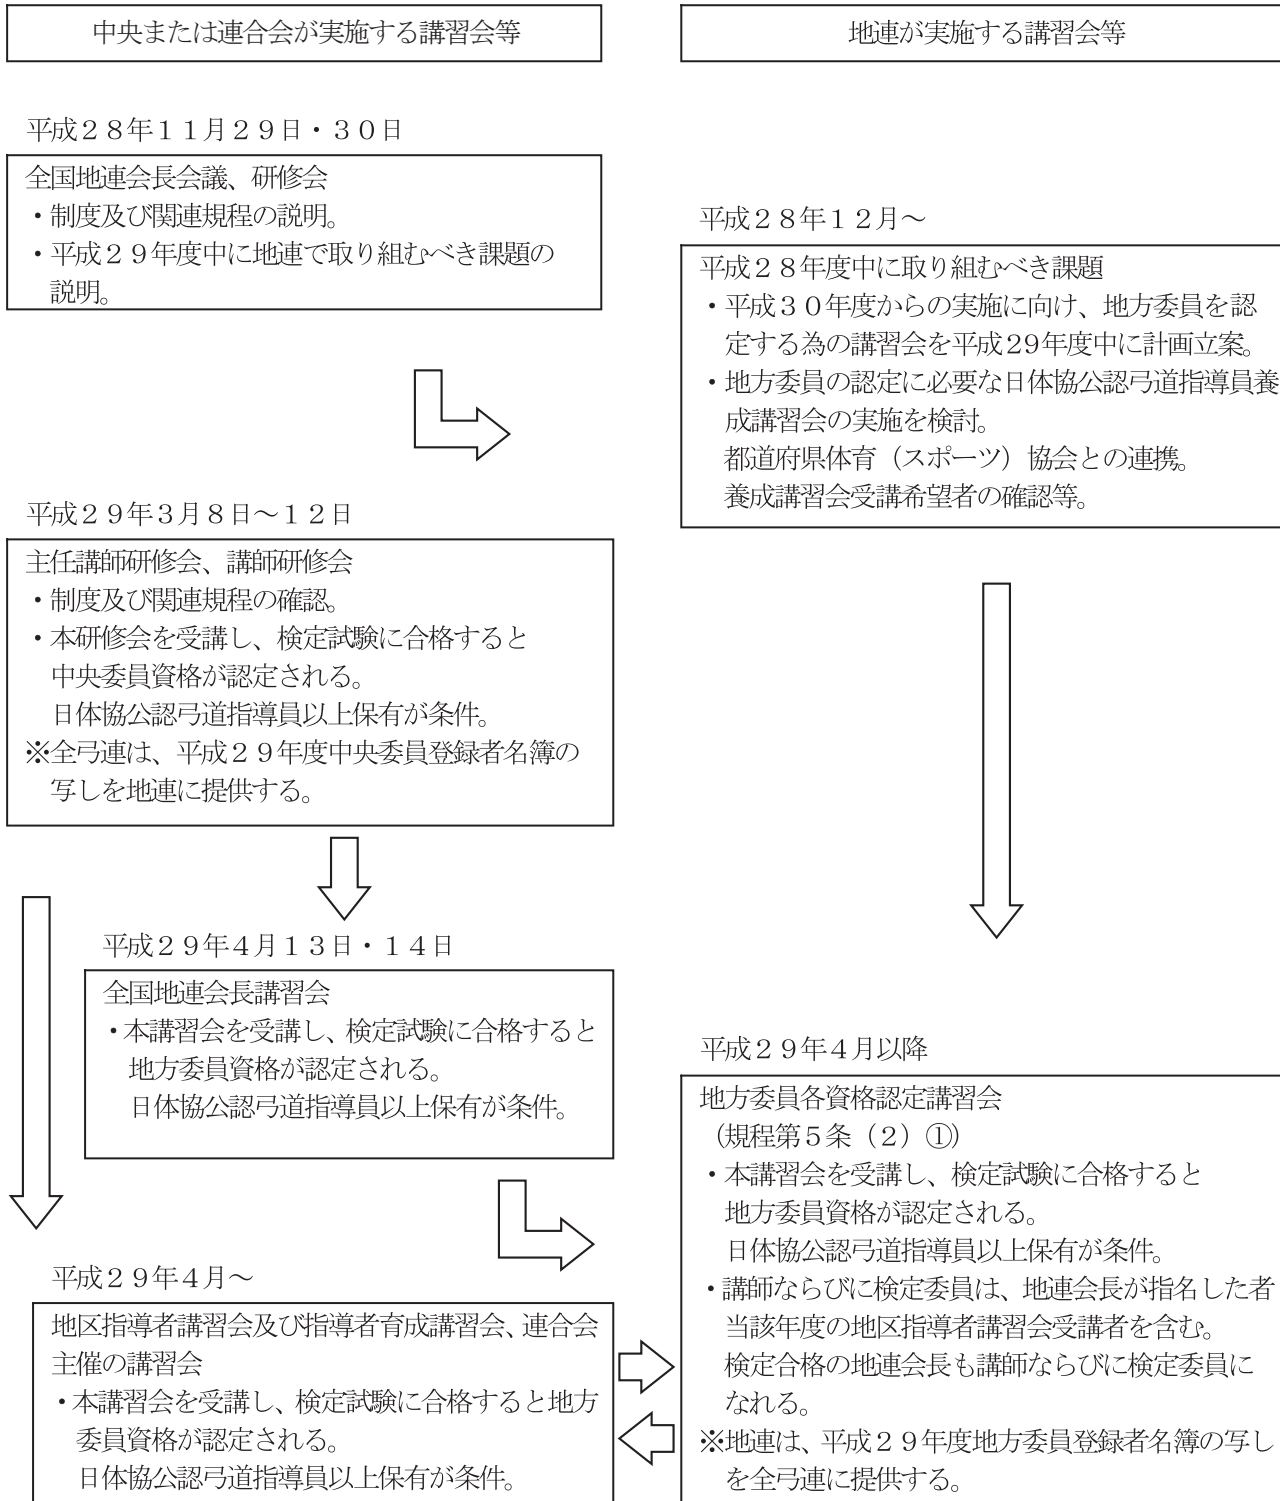 中央または連合会が実施する講習会等
平成２８年１１月２９日・３０日
全国地連会長会議、研修会
・制度及び関連規程の説明。
・平成２９年度中に地連で取り組むべき課題の
説明。
平成２９年３月８日～１２日
主任講師研修会、講師研修会
・制度及び関連規程の確認。
・本研修会を受講し、検定試験に合格すると
中央委員資格が認定される。
日体協公認弓道指導員以上保有が条件。
※全弓連は、平成２９年度中央委員登録者名簿の
写しを地連に提供する。
平成２９年４月１３日・１４日
全国地連会長講習会
・本講習会を受講し、検定試験に合格すると
地方委員資格が認定される。
日体協公認弓道指導員以上保有が条件。
平成２９年４月～
地区指導者講習会及び指導者育成講習会、連合会
主催の講習会
・本講習会を受講し、検定試験に合格すると地方
委員資格が認定される。
日体協公認弓道指導員以上保有が条件。
地連が実施する講習会等
平成２８年１２月～
平成２８年度中に取り組むべき課題
・平成３０年度からの実施に向け、地方委員を認
定する為の講習会を平成29年度中に計画立案。
・地方委員の認定に必要な日体協公認弓道指導員養
成講習会の実施を検討。
都道府県体育（スポーツ）協会との連携。
養成講習会受講希望者の確認等。
平成２９年４月以降
地方委員各資格認定講習会
（規程第５条（２）①）
・本講習会を受講し、検定試験に合格すると
地方委員資格が認定される。
日体協公認弓道指導員以上保有が条件。
・講師ならびに検定委員は、地連会長が指名した者
当該年度の地区指導者講習会受講者を含む。
検定合格の地連会長も講師ならびに検定委員に
なれる。
※地連は、平成２９年度地方委員登録者名簿の写し
を全弓連に提供する。